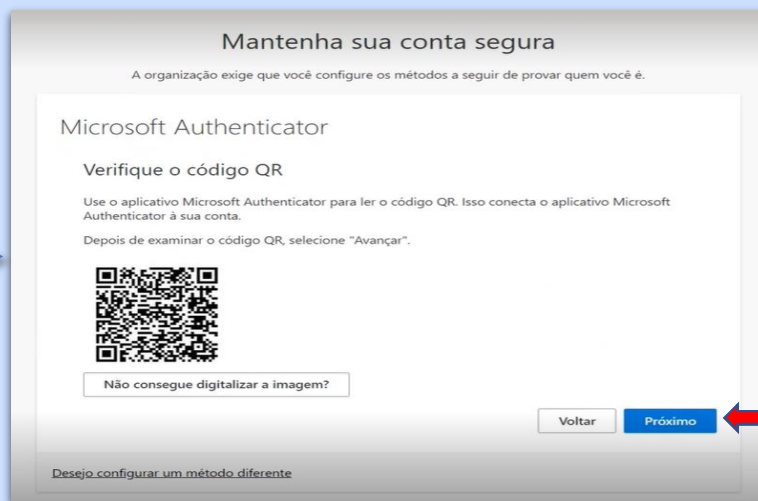 Mantenha sua conta segura
A organização exige que você configure os métodos a seguir de provar quem você é.
Microsoft Authenticator
Verifique o código QR
Use o aplicativo Microsoft Authenticator para ler o código QR. Isso conecta o aplicativo Microsoft
Authenticator à sua conta.
Depois de examinar o código QR, selecione "Avançar".
Não consegue digitalizar a imagem?
Voltar
Próximo
Desejo configurar um método diferente